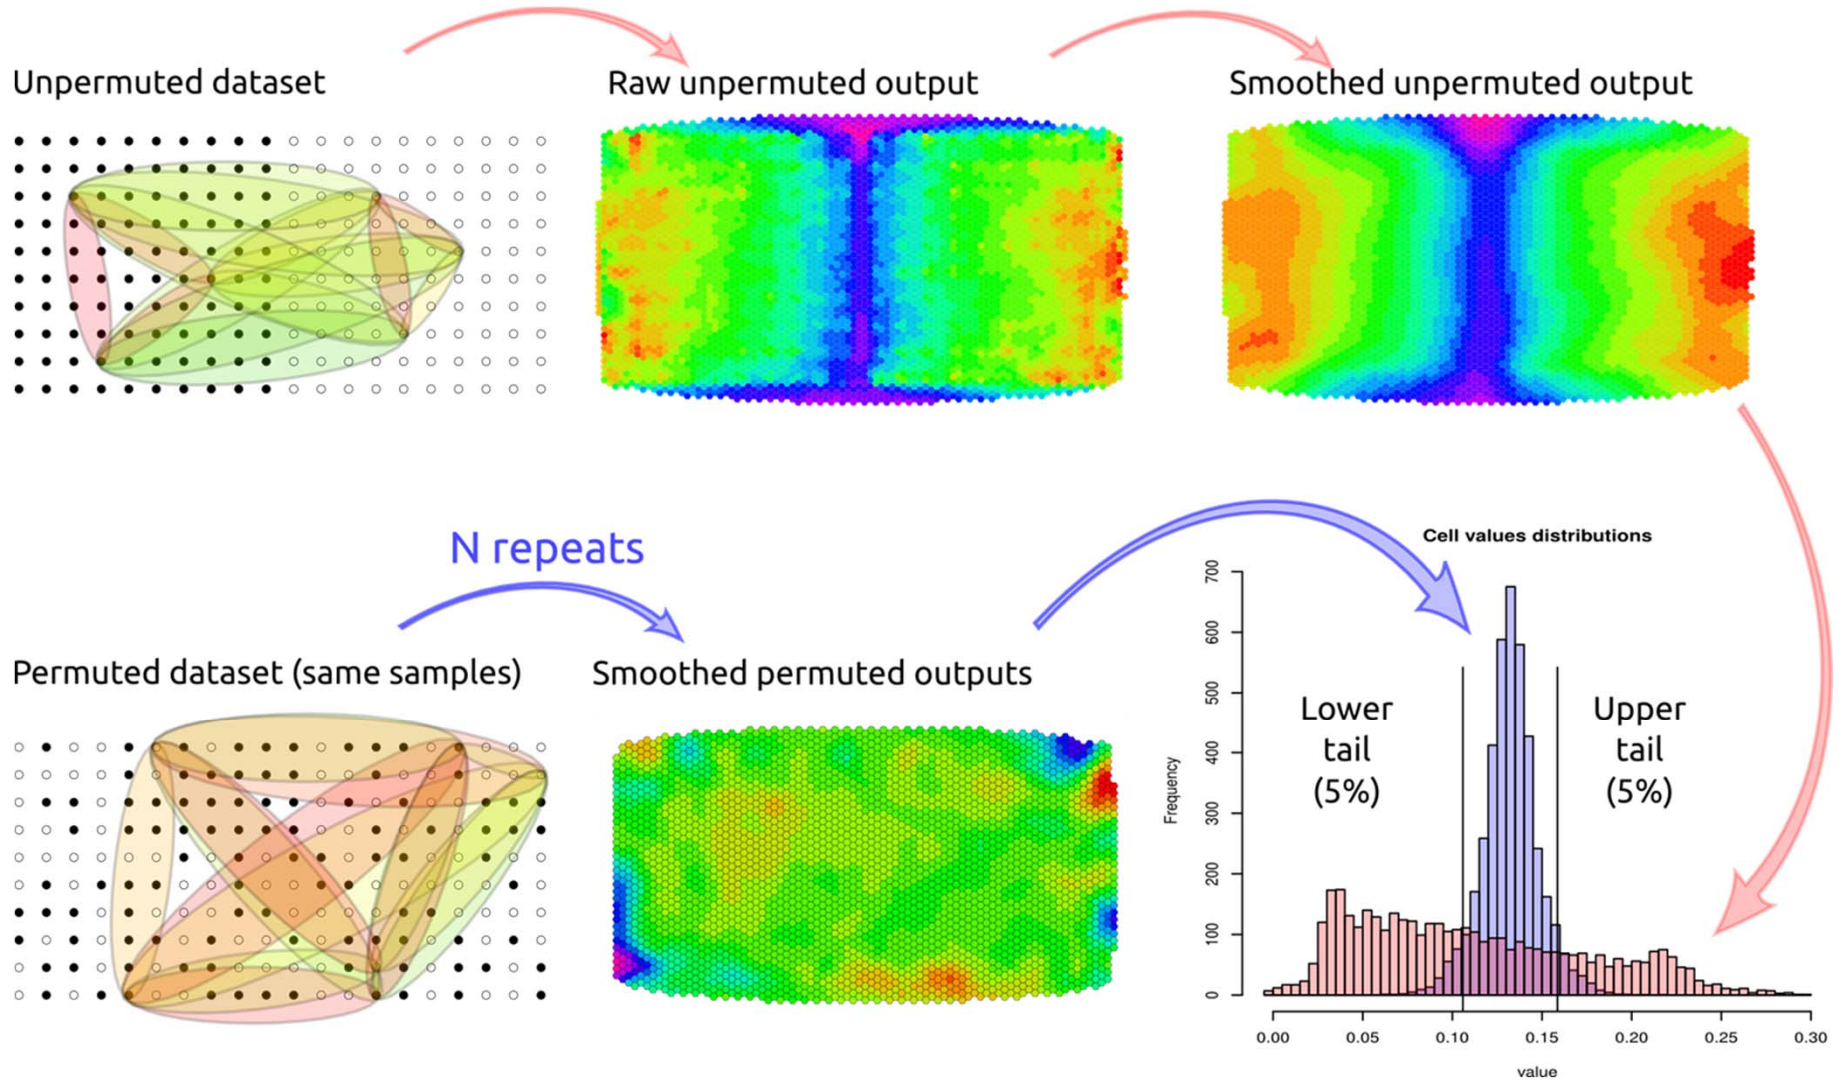 Unpermuted dataset
Raw unpermuted output
Smoothed unpermuted output
N repeats
Permuted dataset (same samples)
Smoothed permuted outputs
Cell values distributions
Frequency
700
600
500
400
300
200
100
0
Lower
tail
(5%)
Upper
tail
(5%)
0.00 0.05 0.10 0.15 0.20 0.25 0.30
value